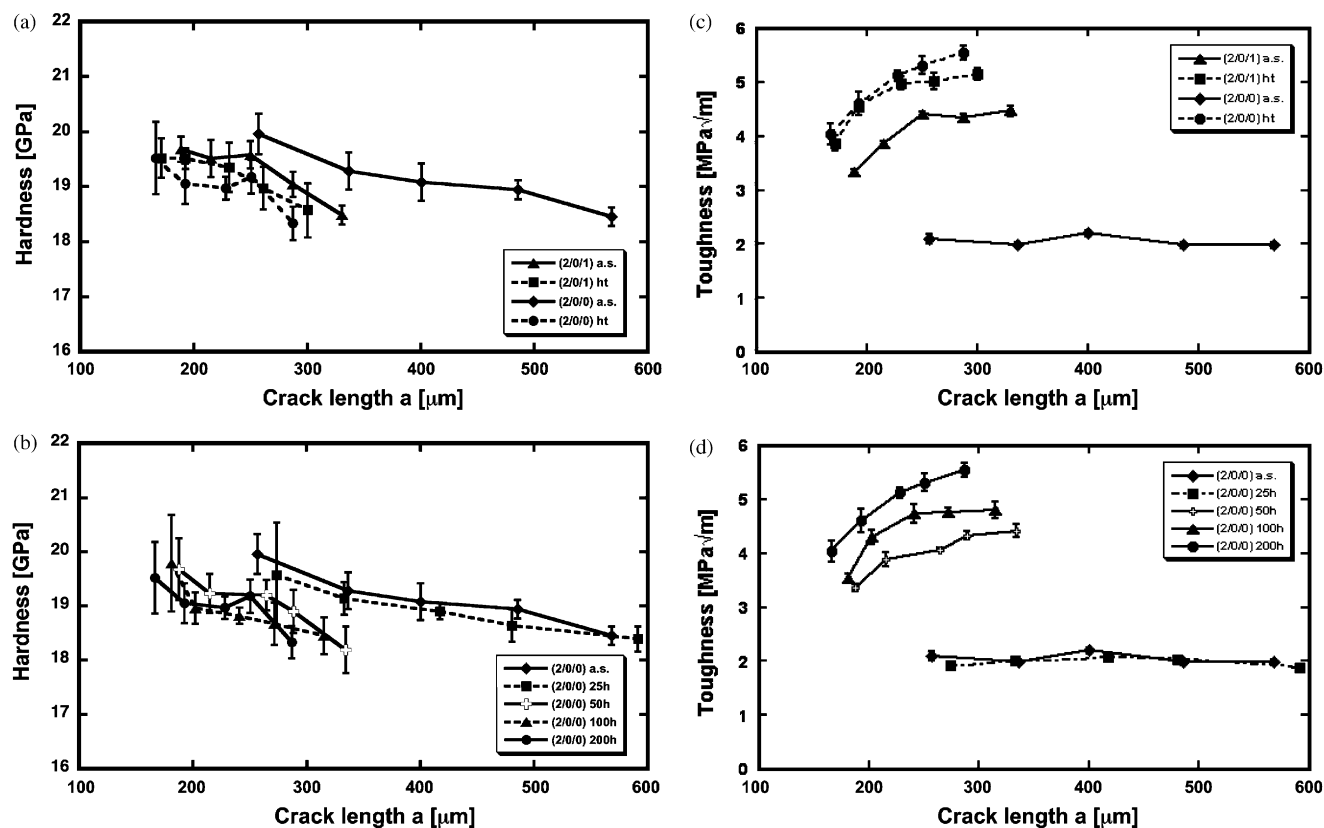 (a)
22
21
20
19
18
17
16
Hardness [GPa]
(2/0/1) a.s.
(2/0/1) ht
(2/0/0) a.s.
(2/0/0) ht
100 200 300 400 500 600
Crack length a [μm]
(c)
6
5
4
3
2
1
0
Toughness [MPa√m]
(2/0/1) a.s.
(2/0/1) ht
(2/0/0) a.s.
(2/0/0) ht
100 200 300 400 500 600
Crack length a [μm]
(b)
22
21
20
19
18
17
16
Hardness [GPa]
(2/0/0) a.s.
(2/0/0) 25h
(2/0/0) 50h
(2/0/0) 100h
(2/0/0) 200h
100 200 300 400 500 600
Crack length a [μm]
(d)
6
5
4
3
2
1
0
Toughness [MPa√m]
(2/0/0) a.s.
(2/0/0) 25h
(2/0/0) 50h
(2/0/0) 100h
(2/0/0) 200h
100 200 300 400 500 600
Crack length a [μm]